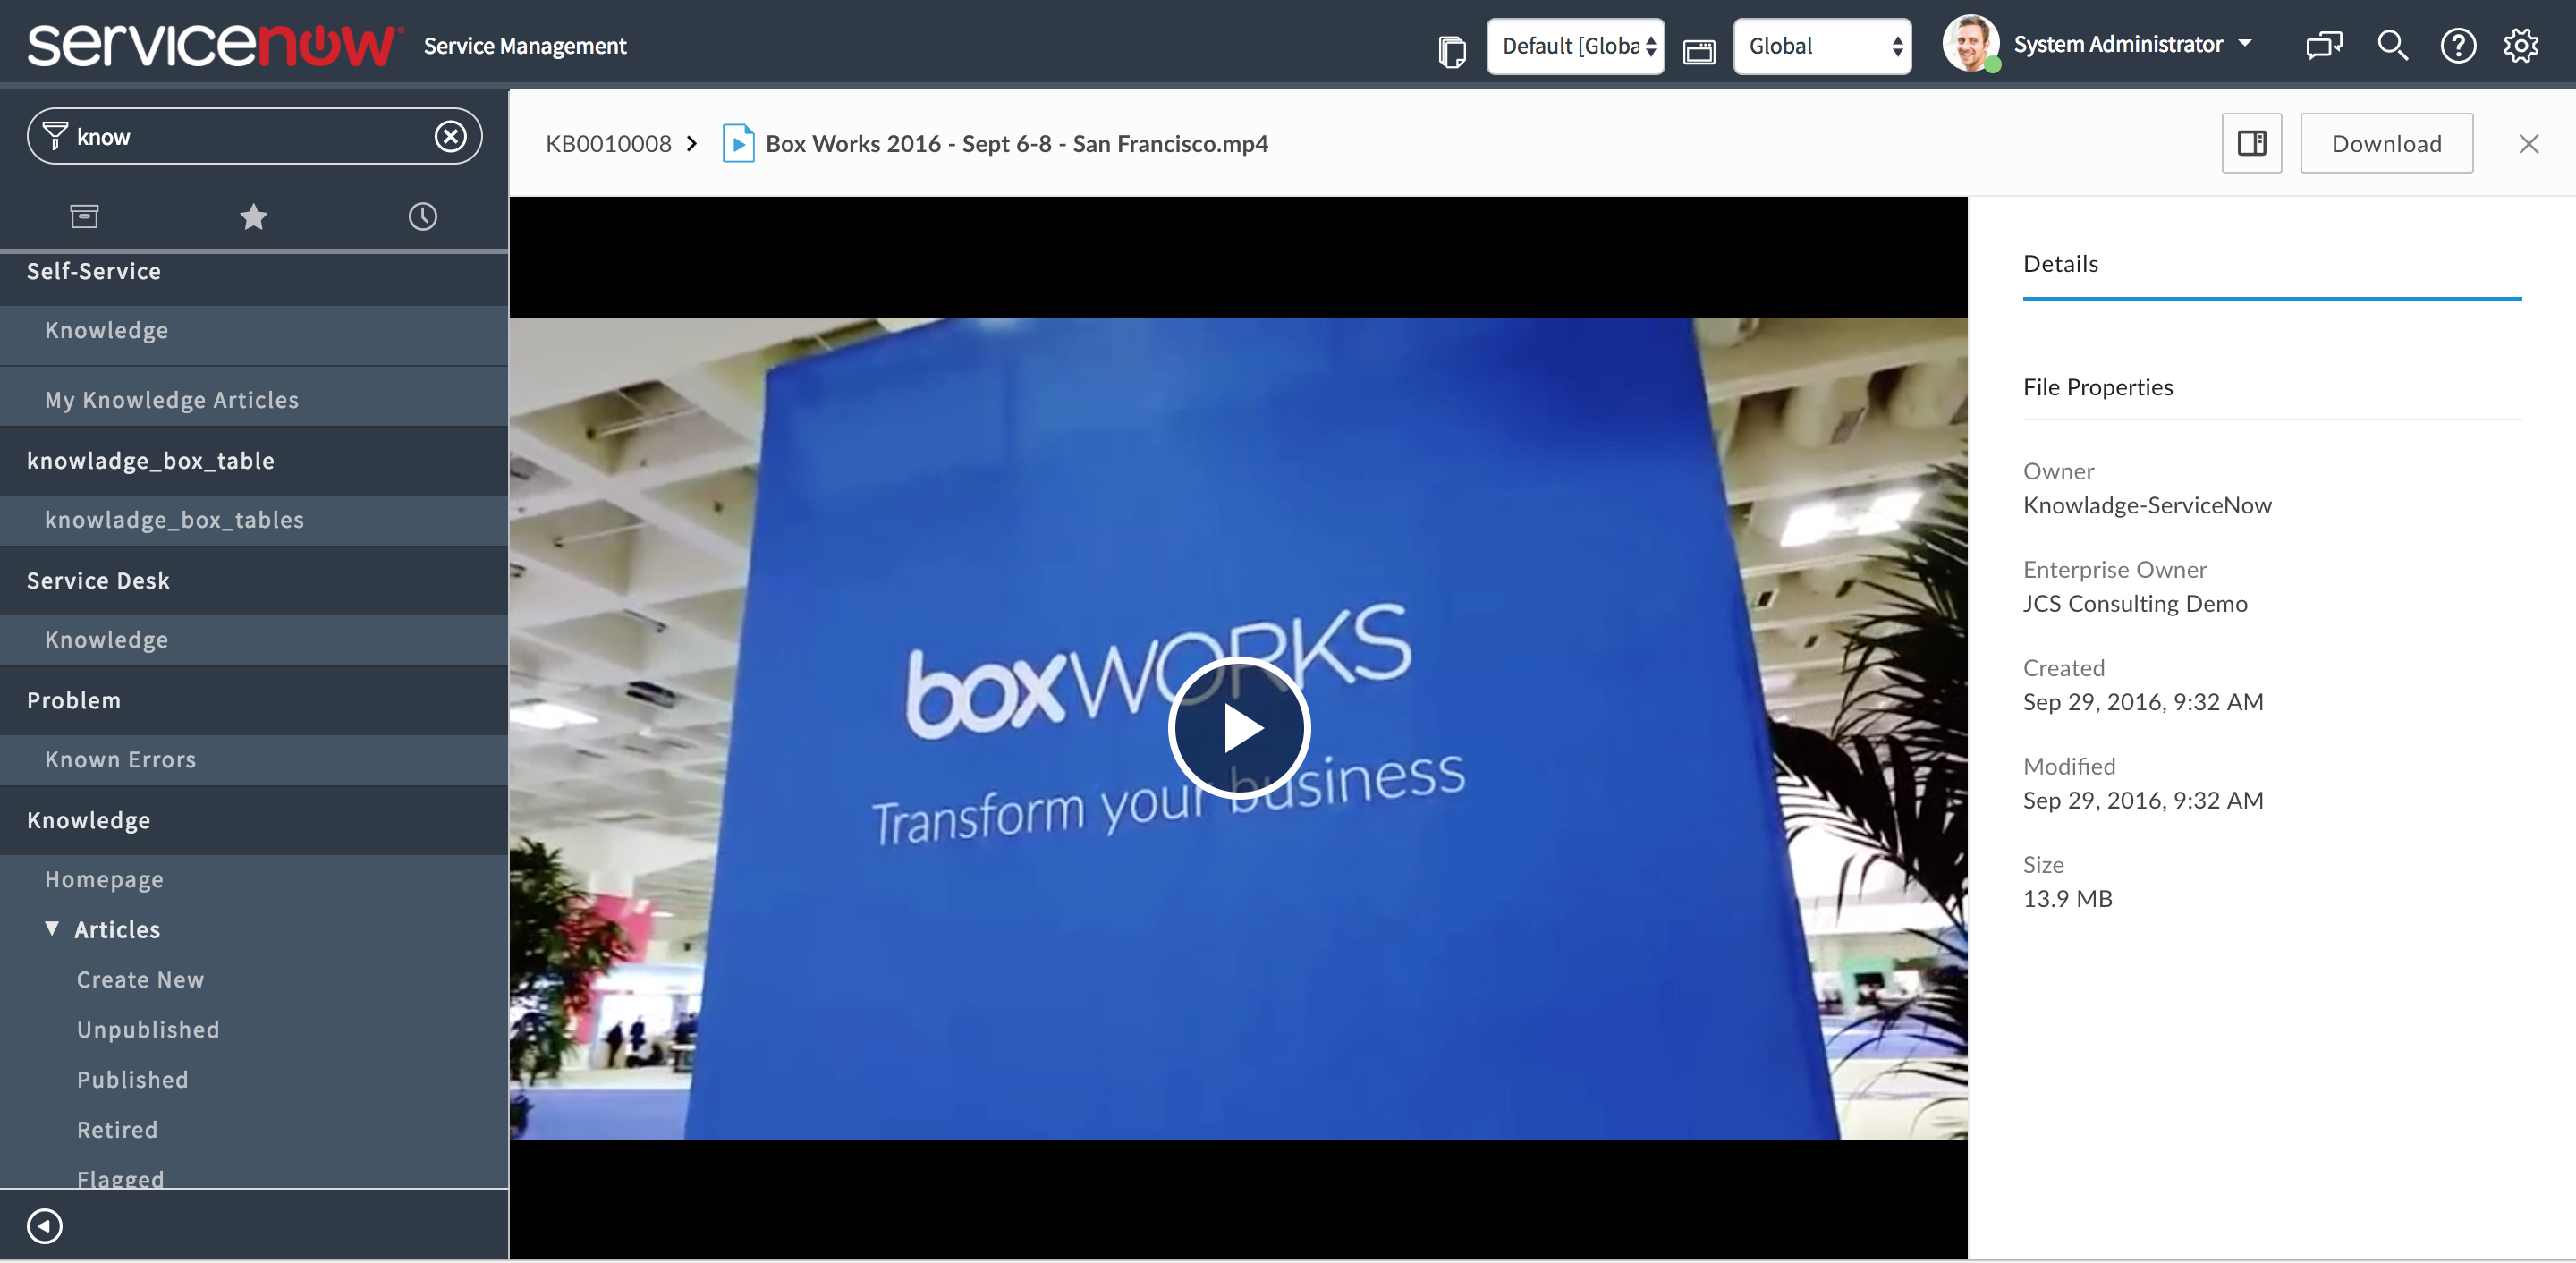 servicenow Service Management
Default [Globa
Global
System Administrator
know
Self-Service
Knowledge
My Knowledge Articles
knowladge_box_table
knowladge_box_tables
Service Desk
Knowledge
Problem
Known Errors
Knowledge
Homepage
Articles
Create New
Unpublished
Published
Retired
Flagged
KB0010008
Box Works 2016 - Sept 6-8 - San Francisco.mp4
Download
boxWORKS
Transform your business
Details
File Properties
Owner
Knowladge-ServiceNow
Enterprise Owner
JCS Consulting Demo
Created
Sep 29, 2016, 9:32 AM
Modified
Sep 29, 2016, 9:32 AM
Size
13.9 MB